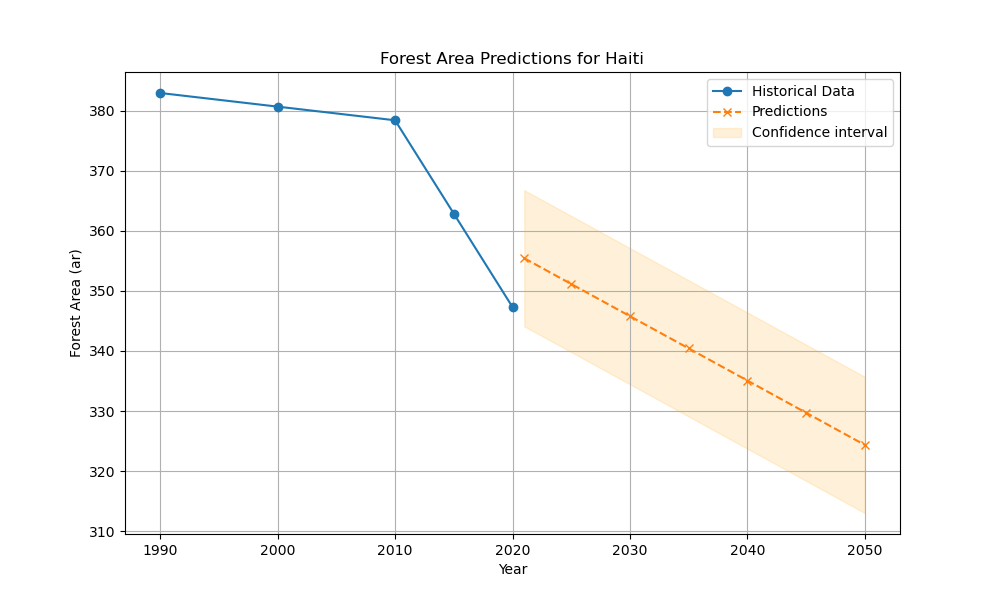 Forest Area Predictions for Haiti
Historical Data
Predictions
Confidence interval
Forest Area (ar)
380
370
360
350
340
330
320
310
1990
2000
2010
2020
2030
2040
2050
Year